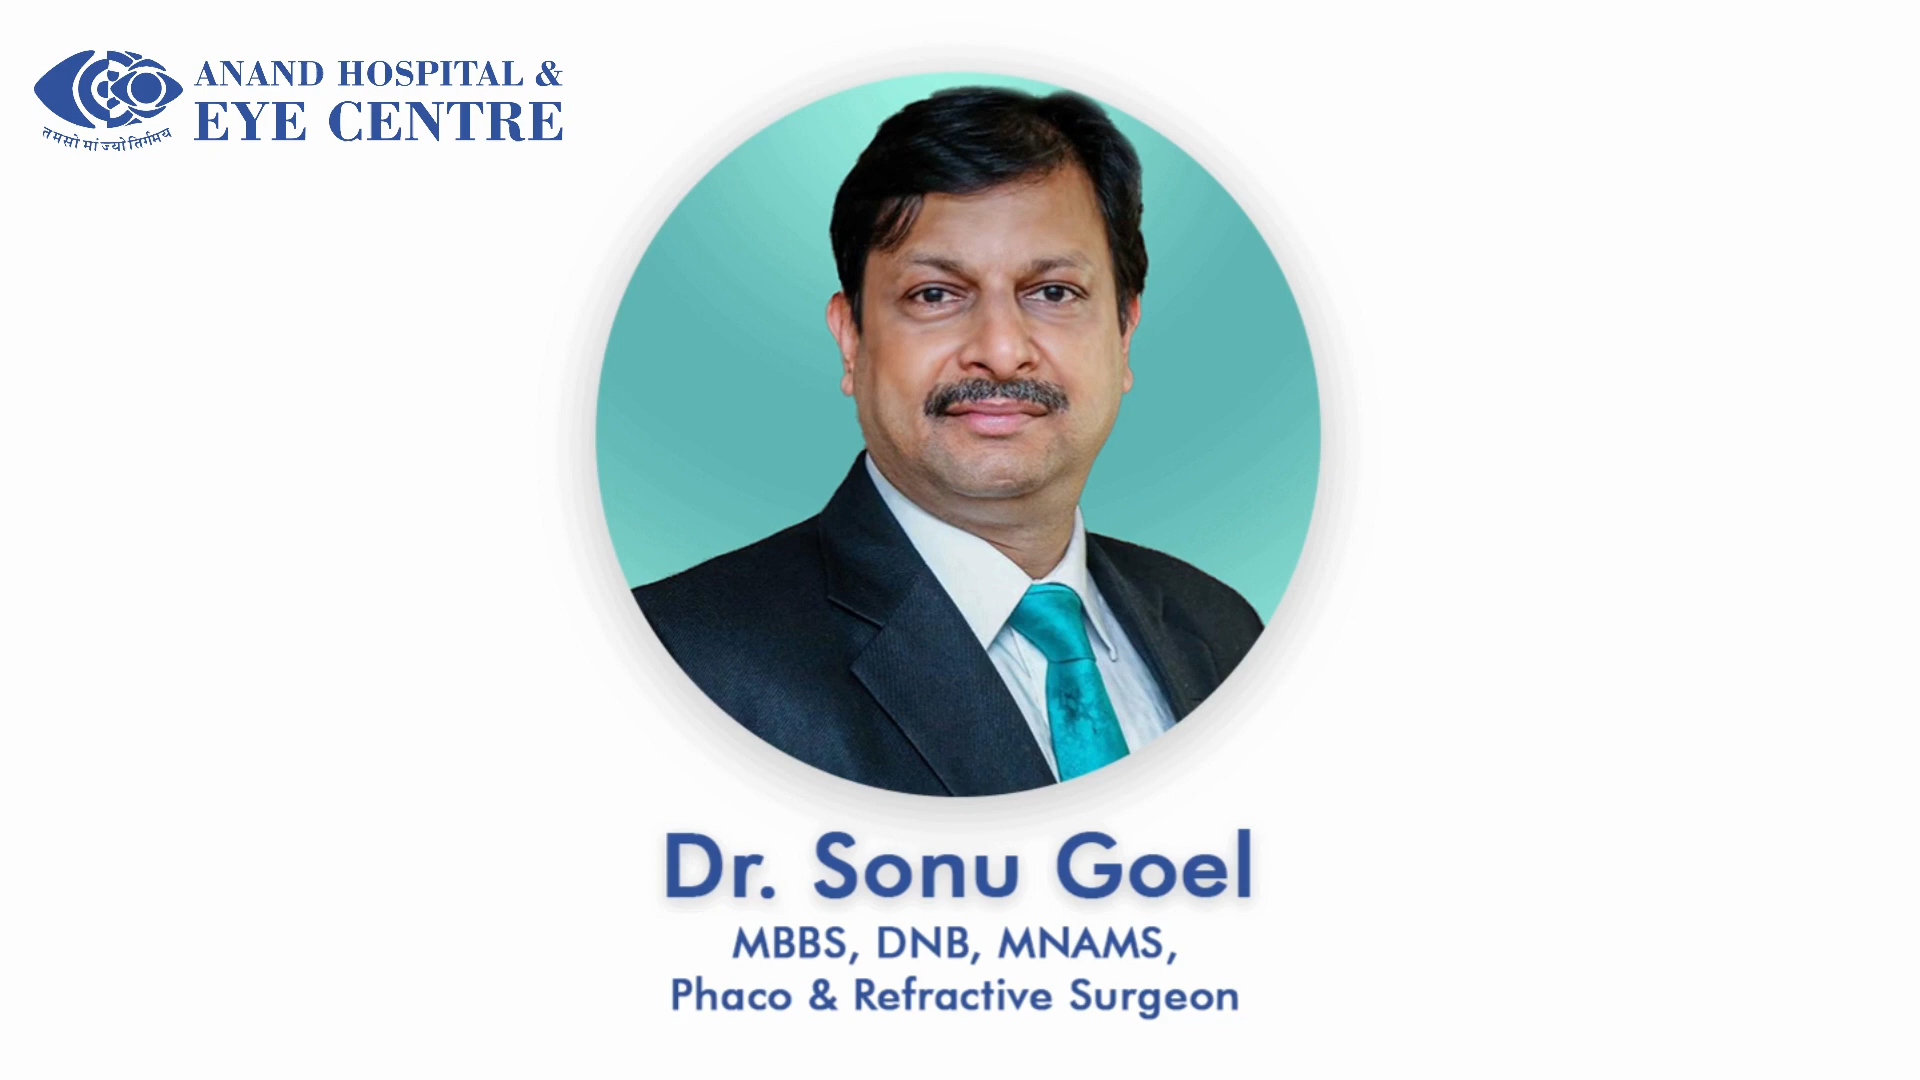 ANAND HOSPITAL &
EYE CENTRE
तमसो मां ज्योतिर्गमय
Dr. Sonu Goel
MBBS, DNB, MNAMS,
Phaco & Refractive Surgeon